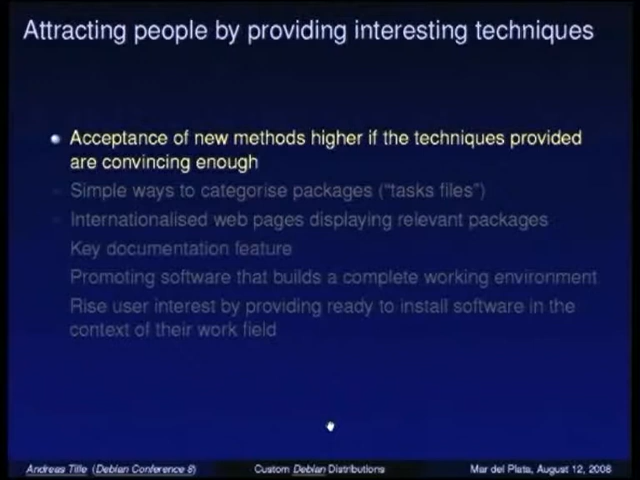 Attracting people by providing interesting techniques
Acceptance of new methods higher if the techniques provided
are convincing enough
Simple ways to categorise packages ("tasks files")
Internationalised web pages displaying relevant packages
Key documentation feature
Promoting software that builds a complete working environment
Rise user interest by providing ready to install software in the
context of their work field
Andreas Tille (Debian Conference 8) Custom Debian Distributions Mar del Plata, August 12, 2008